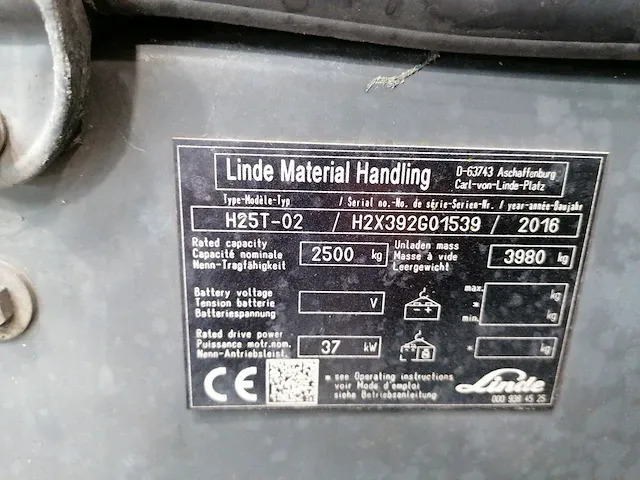 Linde Material Handling
D-63743 Aschaffenburg
Carl-von-Linde-Platz
Type-Modèle-Typ / Serial no.-No. de série-Serien-Nr. / year-année-Baujahr
H25T-02 / H2X392G01539 / 2016
Rated capacity
Capacité nominale
Nenn-Tragfähigkeit
2500 kg
Unladen mass
Masse à vide
Leergewicht
3980 kg
Battery voltage
Tension batterie
Batteriespannung
V
max.
*
min.
kg
kg
Rated drive power
Puissance motr.nom.
Nenn-Antriebsleist.
37 kW
* kg
CE
* see Operating instructions
voir Mode d'emploi
siehe Betriebsanleitung
Linde
000 938 45 25